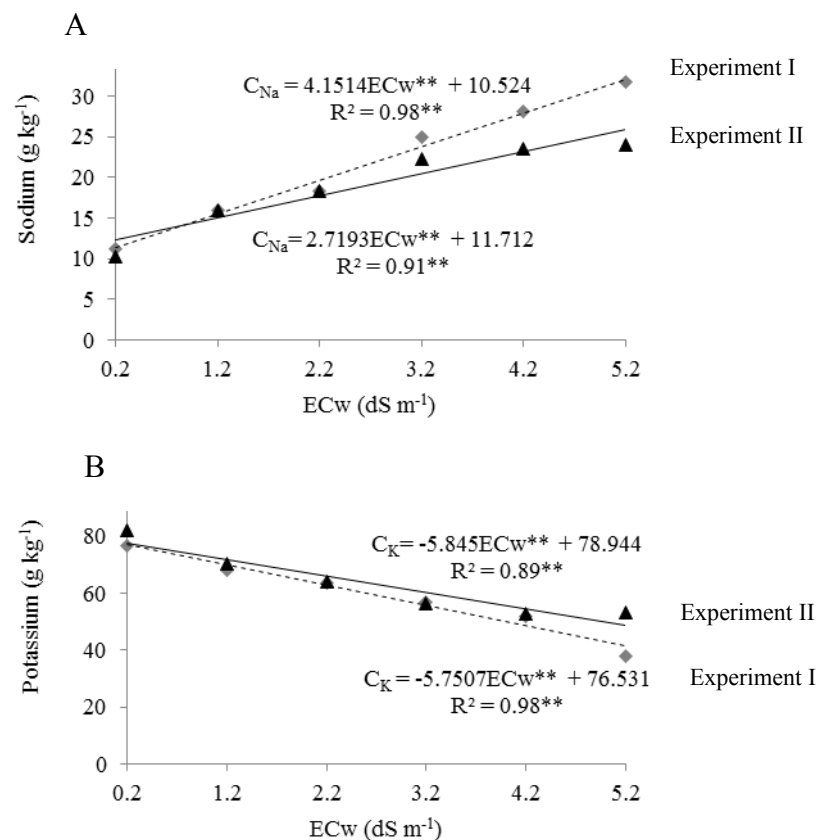 A
Experiment I
C_Na = 4.1514ECw** + 10.524
R² = 0.98**
Experiment II
C_Na= 2.7193ECw** + 11.712
R² = 0.91**
Sodium (g kg⁻¹)
30
25
20
15
10
5
0
0.2 1.2 2.2 3.2 4.2 5.2
ECw (dS m⁻¹)
B
C_K = -5.845ECw** + 78.944
R² = 0.89**
Experiment II
C_K = -5.7507ECw** + 76.531
Experiment I
R² = 0.98**
Potassium (g kg⁻¹)
80
60
40
20
0
0.2 1.2 2.2 3.2 4.2 5.2
ECw (dS m⁻¹)